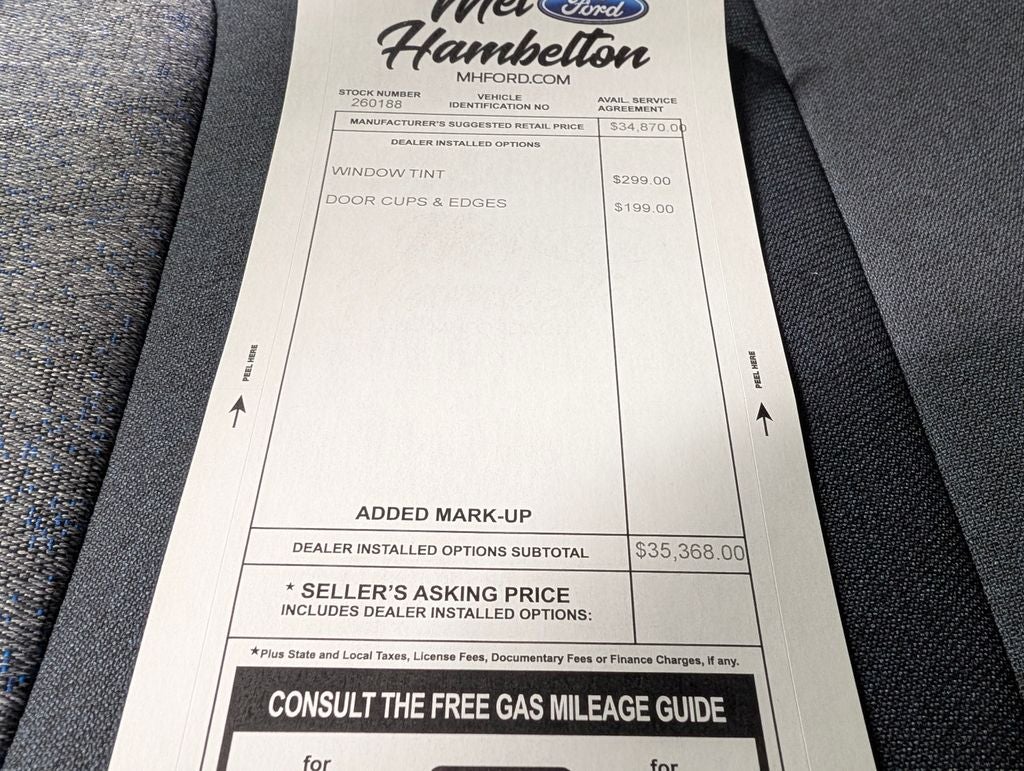 Mel Ford
Hambelton
MHFORD.COM
STOCK NUMBER
260188
VEHICLE
IDENTIFICATION NO
AVAIL. SERVICE
AGREEMENT
MANUFACTURER'S SUGGESTED RETAIL PRICE $34,870.00
DEALER INSTALLED OPTIONS
WINDOW TINT $299.00
DOOR CUPS & EDGES $199.00
PEEL HERE
PEEL HERE
ADDED MARK-UP
DEALER INSTALLED OPTIONS SUBTOTAL $35,368.00
* SELLER'S ASKING PRICE
INCLUDES DEALER INSTALLED OPTIONS:
*Plus State and Local Taxes, License Fees, Documentary Fees or Finance Charges, if any.
CONSULT THE FREE GAS MILEAGE GUIDE
for for